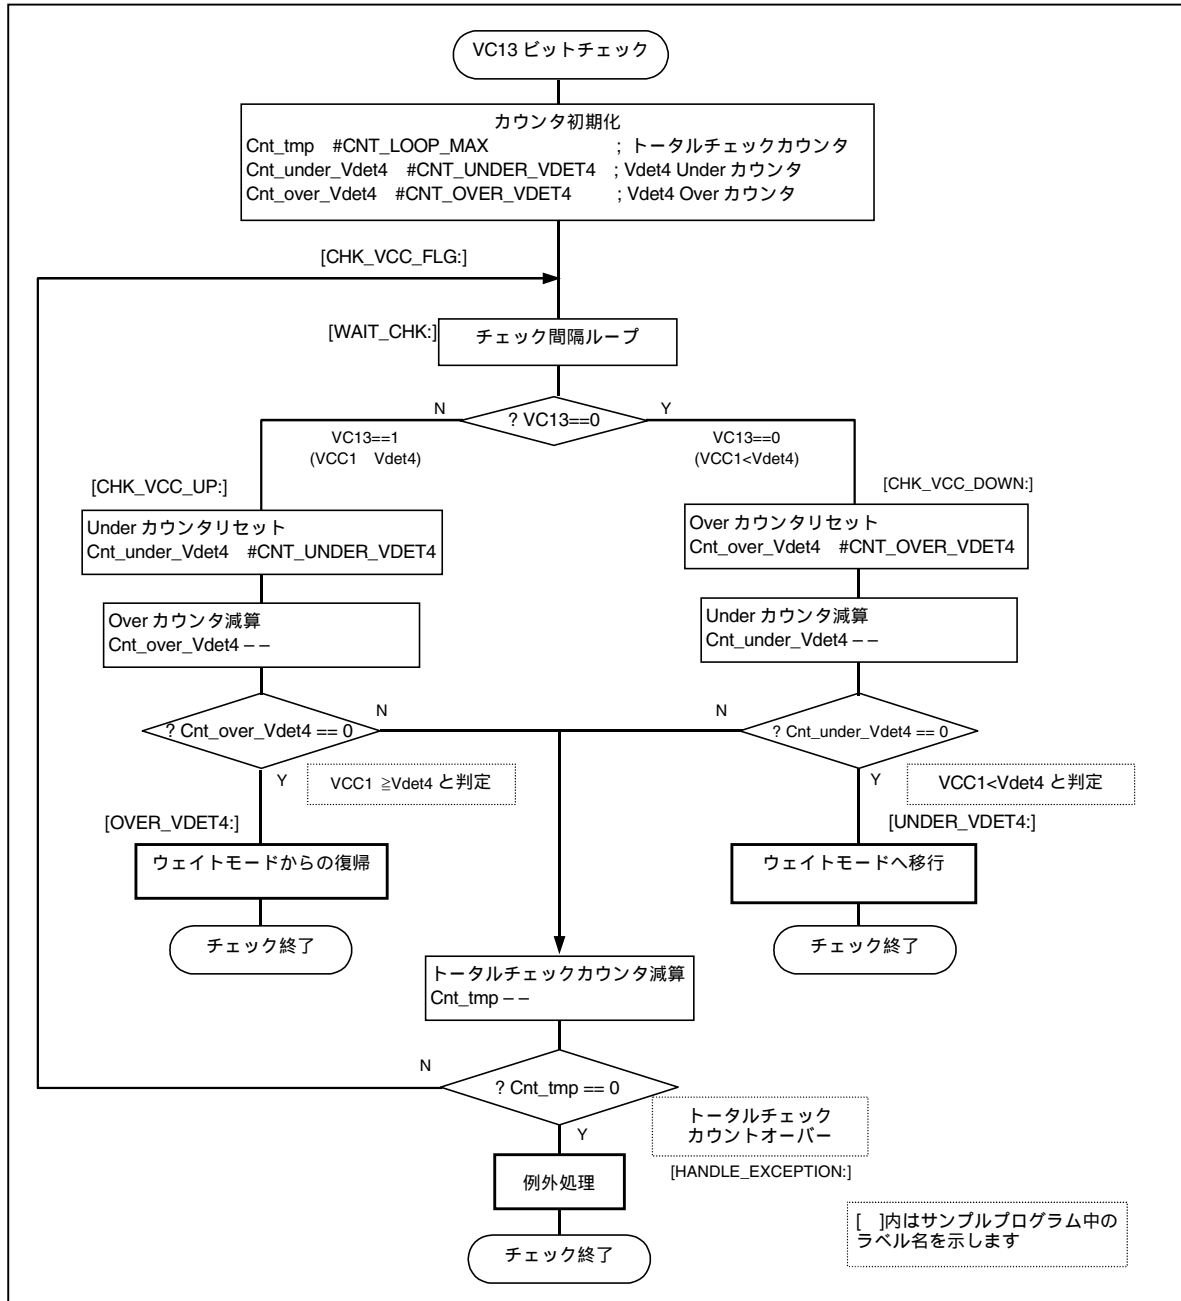 VC13 ビットチェック
カウンタ初期化
Cnt_tmp #CNT_LOOP_MAX ; トータルチェックカウンタ
Cnt_under_Vdet4 #CNT_UNDER_VDET4 ; Vdet4 Under カウンタ
Cnt_over_Vdet4 #CNT_OVER_VDET4 ; Vdet4 Over カウンタ
[CHK_VCC_FLG:]
[WAIT_CHK:]
チェック間隔ループ
N
? VC13==0
Y
VC13==1
(VCC1 Vdet4)
VC13==0
(VCC1<Vdet4)
[CHK_VCC_UP:]
[CHK_VCC_DOWN:]
Under カウンタリセット
Cnt_under_Vdet4 #CNT_UNDER_VDET4
Over カウンタリセット
Cnt_over_Vdet4 #CNT_OVER_VDET4
Over カウンタ減算
Cnt_over_Vdet4 – –
Under カウンタ減算
Cnt_under_Vdet4 – –
? Cnt_over_Vdet4 == 0
N
N
? Cnt_under_Vdet4 == 0
Y
VCC1 ≧Vdet4 と判定
Y
VCC1<Vdet4 と判定
[OVER_VDET4:]
[UNDER_VDET4:]
ウェイトモードからの復帰
ウェイトモードへ移行
チェック終了
チェック終了
トータルチェックカウンタ減算
Cnt_tmp – –
N
? Cnt_tmp == 0
Y
トータルチェック
カウントオーバー
[HANDLE_EXCEPTION:]
例外処理
チェック終了
[ ]内はサンプルプログラム中の
ラベル名を示します